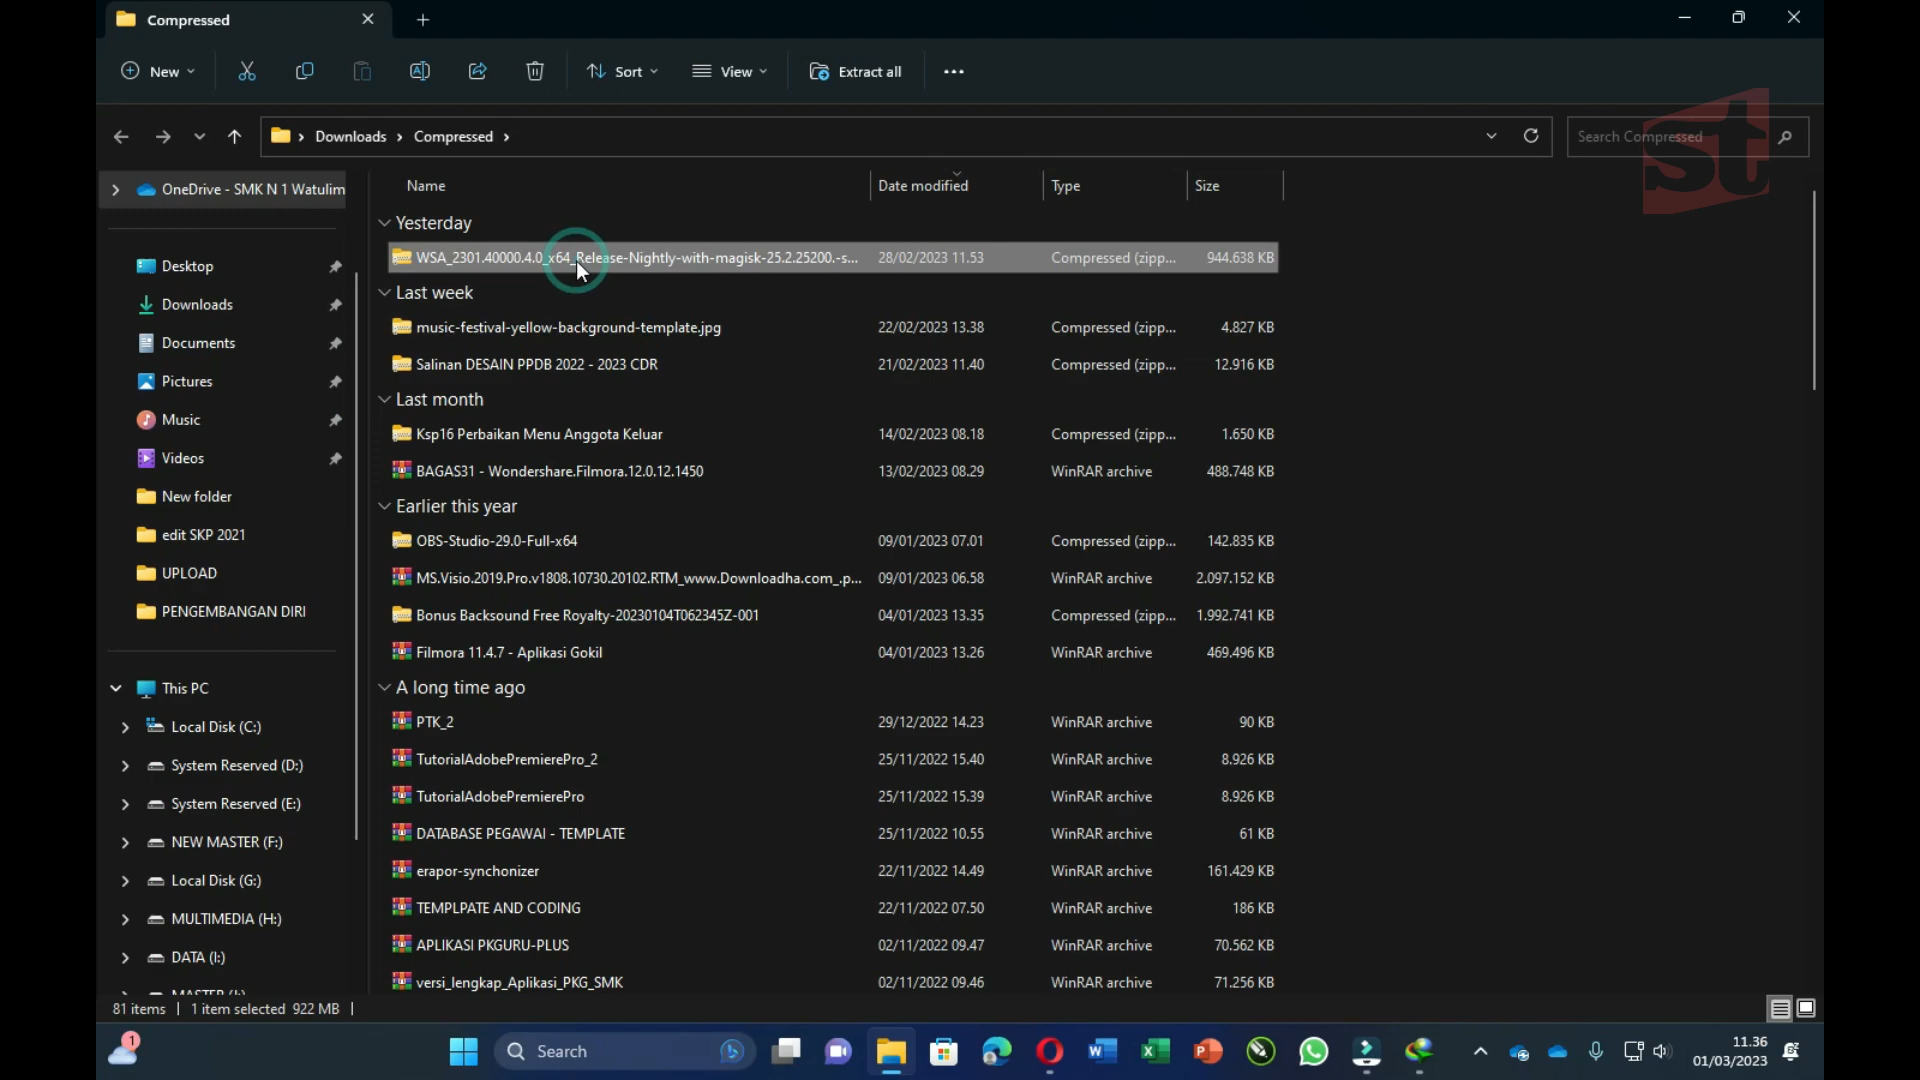 Compressed
New
Sort
View
Extract all
Downloads
Compressed
Search Compressed
st
OneDrive - SMK N 1 Watulim
Desktop
Downloads
Documents
Pictures
Music
Videos
New folder
edit SKP 2021
UPLOAD
PENGEMBANGAN DIRI
This PC
Local Disk (C:)
System Reserved (D:)
System Reserved (E:)
NEW MASTER (F:)
Local Disk (G:)
MULTIMEDIA (H:)
DATA (I:)
Name Date modified Type Size
Yesterday
WSA_2301.40000.4.0_x64_Release-Nightly-with-magisk-25.2.25200.-s... 28/02/2023 11.53 Compressed (zipp... 944.638 KB
Last week
music-festival-yellow-background-template.jpg 22/02/2023 13.38 Compressed (zipp... 4.827 KB
Salinan DESAIN PPDB 2022 - 2023 CDR 21/02/2023 11.40 Compressed (zipp... 12.916 KB
Last month
Ksp16 Perbaikan Menu Anggota Keluar 14/02/2023 08.18 Compressed (zipp... 1.650 KB
BAGAS31 - Wondershare.Filmora.12.0.12.1450 13/02/2023 08.29 WinRAR archive 488.748 KB
Earlier this year
OBS-Studio-29.0-Full-x64 09/01/2023 07.01 Compressed (zipp... 142.835 KB
MS.Visio.2019.Pro.v1808.10730.20102.RTM_www.Downloadha.com_.p... 09/01/2023 06.58 WinRAR archive 2.097.152 KB
Bonus Backsound Free Royalty-20230104T062345Z-001 04/01/2023 13.35 Compressed (zipp... 1.992.741 KB
Filmora 11.4.7 - Aplikasi Gokil 04/01/2023 13.26 WinRAR archive 469.496 KB
A long time ago
PTK_2 29/12/2022 14.23 WinRAR archive 90 KB
TutorialAdobePremierePro_2 25/11/2022 15.40 WinRAR archive 8.926 KB
TutorialAdobePremierePro 25/11/2022 15.39 WinRAR archive 8.926 KB
DATABASE PEGAWAI - TEMPLATE 25/11/2022 10.55 WinRAR archive 61 KB
erapor-synchonizer 22/11/2022 14.49 WinRAR archive 161.429 KB
TEMPLPATE AND CODING 22/11/2022 07.50 WinRAR archive 186 KB
APLIKASI PKGURU-PLUS 02/11/2022 09.47 WinRAR archive 70.562 KB
versi_lengkap_Aplikasi_PKG_SMK 02/11/2022 09.46 WinRAR archive 71.256 KB
81 items 1 item selected 922 MB
1
Search
11.36
01/03/2023